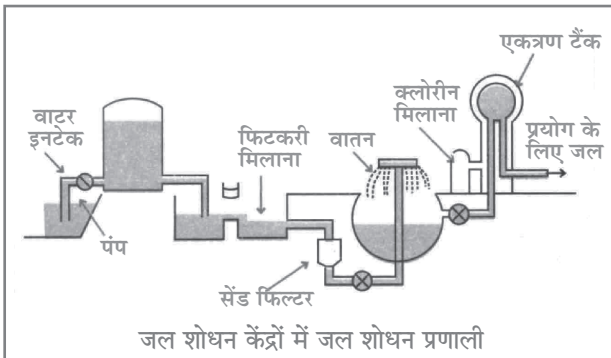 एकत्रण टैंक
क्लोरीन
मिलाना
प्रयोग के
लिए जल
वाटर
इनटेक
फिटकरी
मिलाना
वातन
पंप
सेंड फिल्टर
जल शोधन केंद्रों में जल शोधन प्रणाली